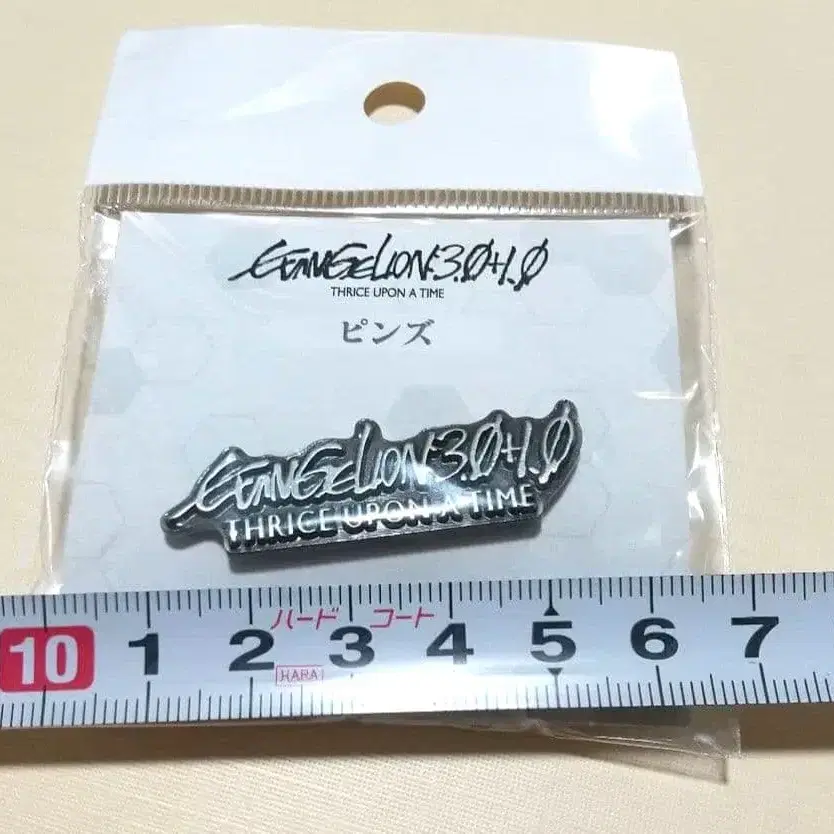 EVANGELION:3.0+1.0
THRICE UPON A TIME
ピンズ
EVANGELION:3.0+1.0
THRICE UPON A TIME
ハード コート
10 1 2 3 4 5 6 7
HARA